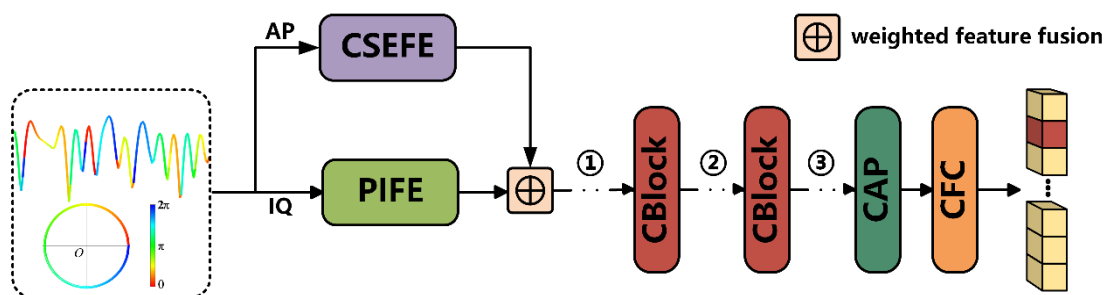 AP
CSEFE
⊕ weighted feature fusion
2π
π
0
O
IQ
PIFE
⊕
①
CBlock
②
CBlock
③
CAP
CFC